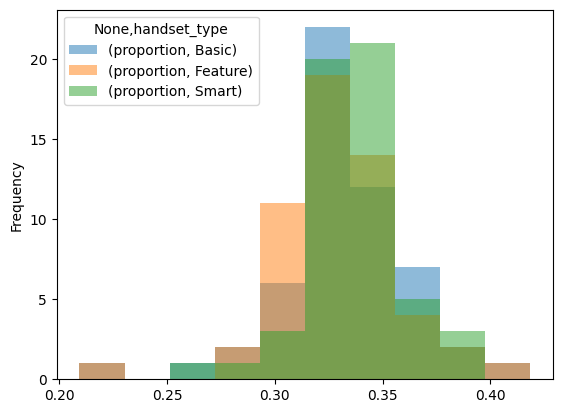 None,handset_type
(proportion, Basic)
(proportion, Feature)
(proportion, Smart)
Frequency
20
15
10
5
0
0.20 0.25 0.30 0.35 0.40